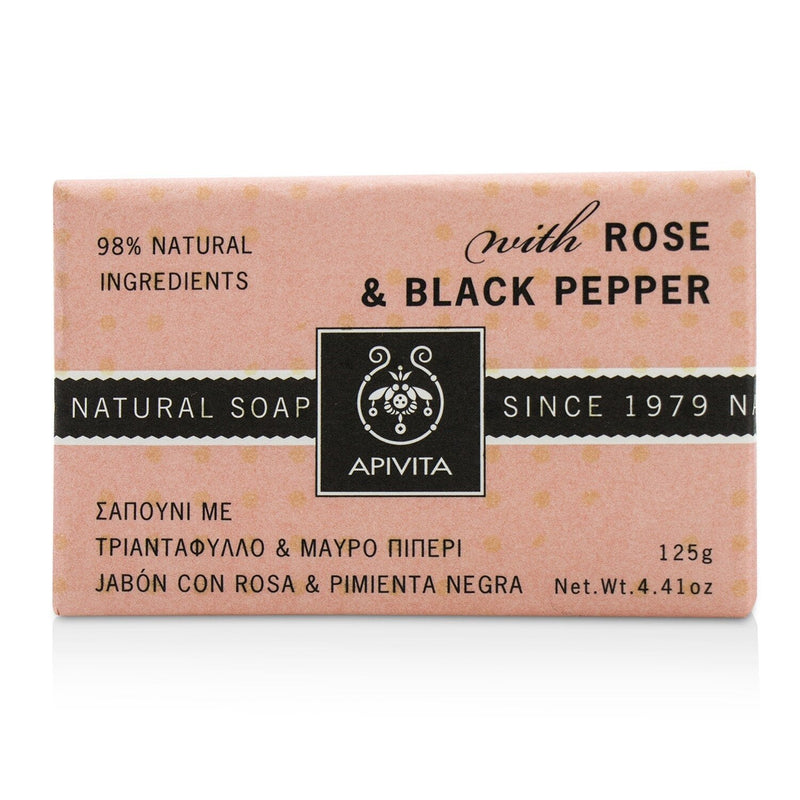 98% NATURAL
INGREDIENTS
with ROSE
& BLACK PEPPER
NATURAL SOAP
APIVITA
SINCE 1979 NA
ΣΑΠΟΥΝΙ ΜΕ
ΤΡΙΑΝΤΑΦΥΛΛΟ & ΜΑΥΡΟ ΠΙΠΕΡΙ
JABÓN CON ROSA & PIMIENTA NEGRA
125g
Net.Wt.4.41oz